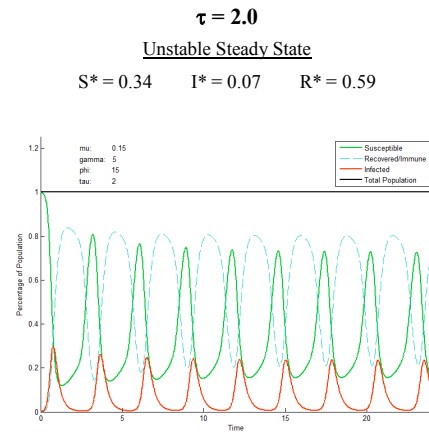 τ = 2.0
Unstable Steady State
S* = 0.34 I* = 0.07 R* = 0.59
mu: 0.15
gamma: 5
phi: 15
tau: 2
Susceptible
Recovered/Immune
Infected
Total Population
1.2
1
0.8
0.6
0.4
0.2
0
Percentage of Population
0 5 10 15 20
Time